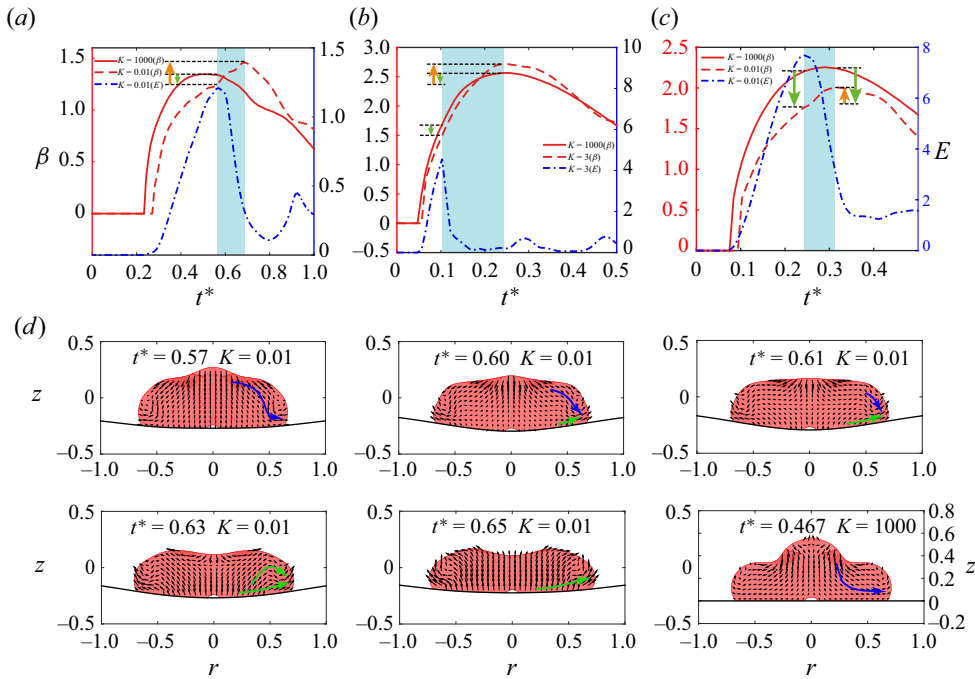 (a)
(b)
(c)
1.5
1.0
0.5
0
β
K = 1000(β)
K = 0.01(β)
K = 0.01(E)
1.5
1.0
0.5
0
0 0.2 0.4 0.6 0.8 1.0
t*
3.0
2.5
2.0
1.5
1.0
0.5
0
−0.5
K = 1000(β)
K = 3(β)
K = 3(E)
10
8
6
4
2
0
0 0.1 0.2 0.3 0.4 0.5
t*
2.5
2.0
1.5
1.0
0.5
0
K = 1000(β)
K = 0.01(β)
K = 0.01(E)
8
6
4
2
0
E
0 0.1 0.2 0.3 0.4
t*
(d)
z
0.5
0
−0.5
t* = 0.57 K = 0.01
−1.0 −0.5 0 0.5 1.0
0.5
0
−0.5
t* = 0.60 K = 0.01
−1.0 −0.5 0 0.5 1.0
0.5
0
−0.5
t* = 0.61 K = 0.01
−1.0 −0.5 0 0.5 1.0
z
0.5
0
−0.5
t* = 0.63 K = 0.01
−1.0 −0.5 0 0.5 1.0
r
0.5
0
−0.5
t* = 0.65 K = 0.01
−1.0 −0.5 0 0.5 1.0
r
0.5
0
−0.5
t* = 0.467 K = 1000
0.8
0.6
0.4
0.2
0
−0.2
z
−1.0 −0.5 0 0.5 1.0
r